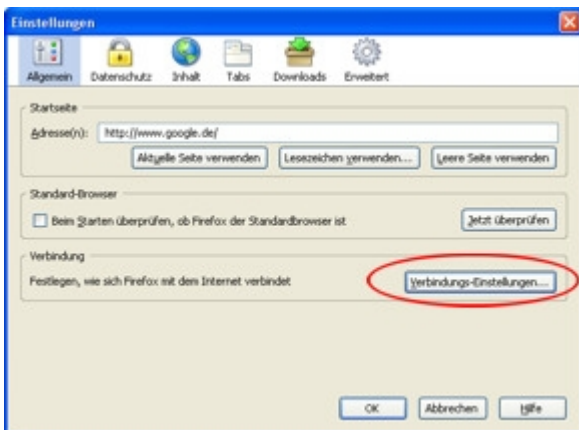 Einstellungen
Allgemein Datenschutz Inhalt Tabs Downloads Erweitert
Startseite
Adresse(n): http://www.google.de/
Aktuelle Seite verwenden Lesezeichen verwenden... Leere Seite verwenden
Standard-Browser
Beim Starten überprüfen, ob Firefox der Standardbrowser ist Jetzt überprüfen
Verbindung
Festlegen, wie sich Firefox mit dem Internet verbindet Verbindungs-Einstellungen...
OK Abbrechen Hilfe